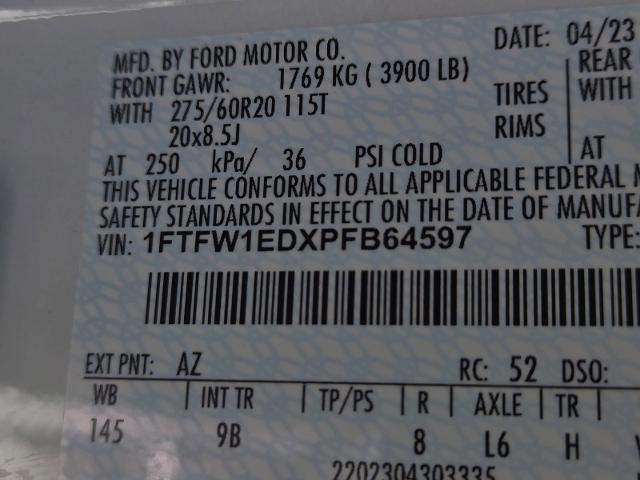 MFD. BY FORD MOTOR CO.
DATE: 04/23
FRONT GAWR: 1769 KG ( 3900 LB)
REAR
WITH 275/60R20 115T TIRES
WITH
20x8.5J RIMS
AT 250 kPa/ 36 PSI COLD
AT
THIS VEHICLE CONFORMS TO ALL APPLICABLE FEDERAL
SAFETY STANDARDS IN EFFECT ON THE DATE OF MANUFA
VIN: 1FTFW1EDXPFB64597 TYPE:
EXT PNT: AZ RC: 52 DSO:
WB INT TR TP/PS R AXLE TR
145 9B 8 L6 H
2202304303335